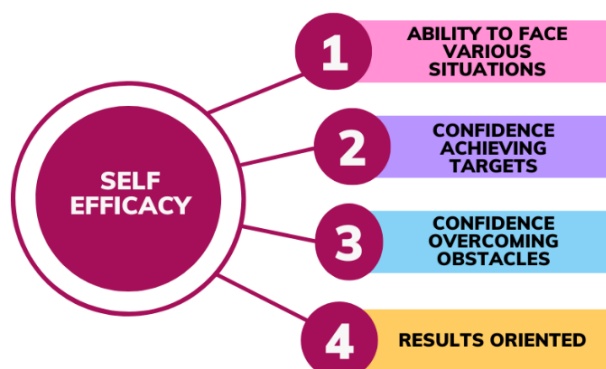 SELF
EFFICACY
1
ABILITY TO FACE
VARIOUS
SITUATIONS
2
CONFIDENCE
ACHIEVING
TARGETS
3
CONFIDENCE
OVERCOMING
OBSTACLES
4
RESULTS ORIENTED